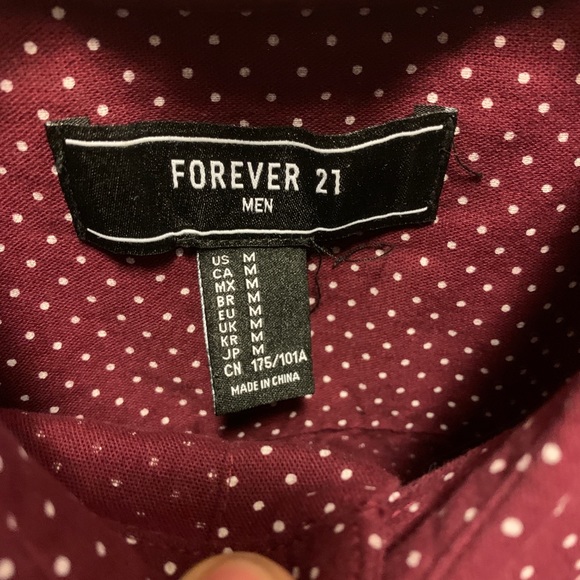 FOREVER 21
MEN
US M
CA M
MX M
BR M
EU M
UK M
KR M
JP M
CN 175/101A
MADE IN CHINA